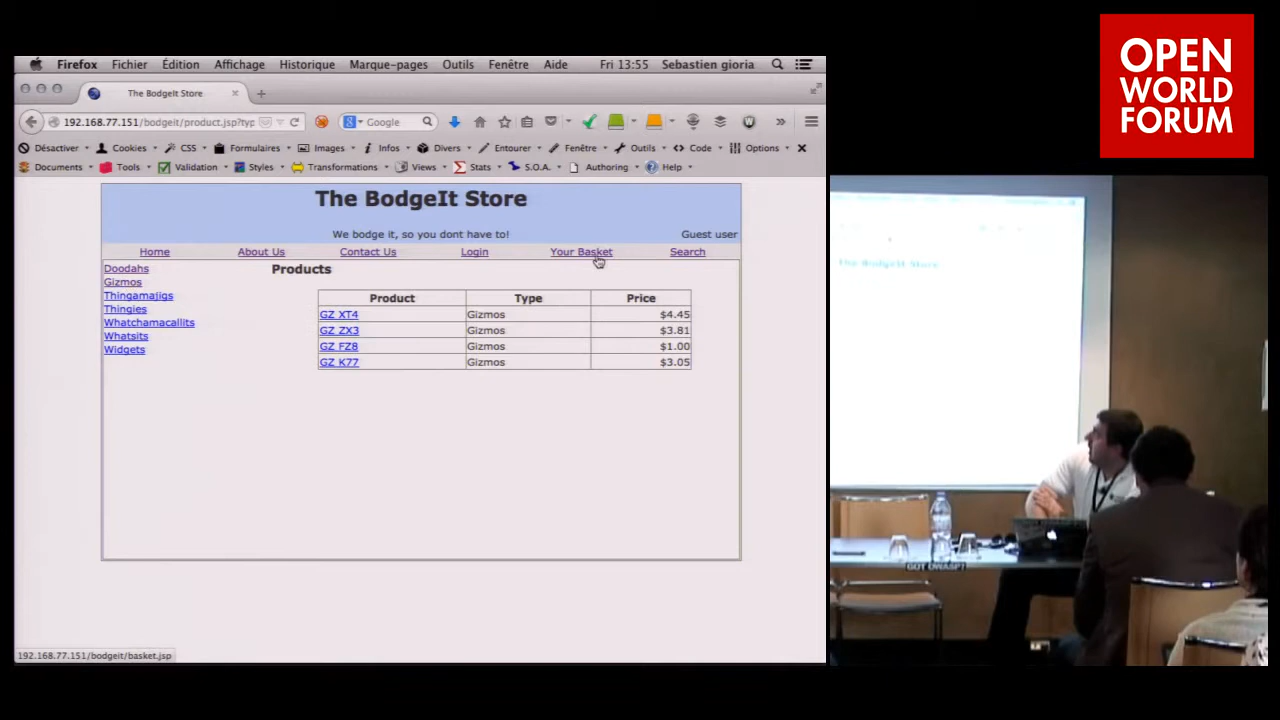 Firefox Fichier Édition Affichage Historique Marque-pages Outils Fenêtre Aide Fri 13:55 Sebastien gioria
The BodgeIt Store
192.168.77.151/bodgeit/product.jsp?typ Google
Désactiver Cookies CSS Formulaires Images Infos Divers Entourer Fenêtre Outils Code Options
Documents Tools Validation Styles Transformations Views Stats S.O.A. Authoring Help
The BodgeIt Store
We bodge it, so you dont have to! Guest user
Home About Us Contact Us Login Your Basket Search
Doodahs
Gizmos
Thingamajigs
Thingies
Whatchamacallits
Whatsits
Widgets
Products
Product Type Price
GZ XT4 Gizmos $4.45
GZ ZX3 Gizmos $3.81
GZ FZ8 Gizmos $1.00
GZ K77 Gizmos $3.05
192.168.77.151/bodgeit/basket.jsp
OPEN
WORLD
FORUM
The BodgeIt Store
GOT OWASP?